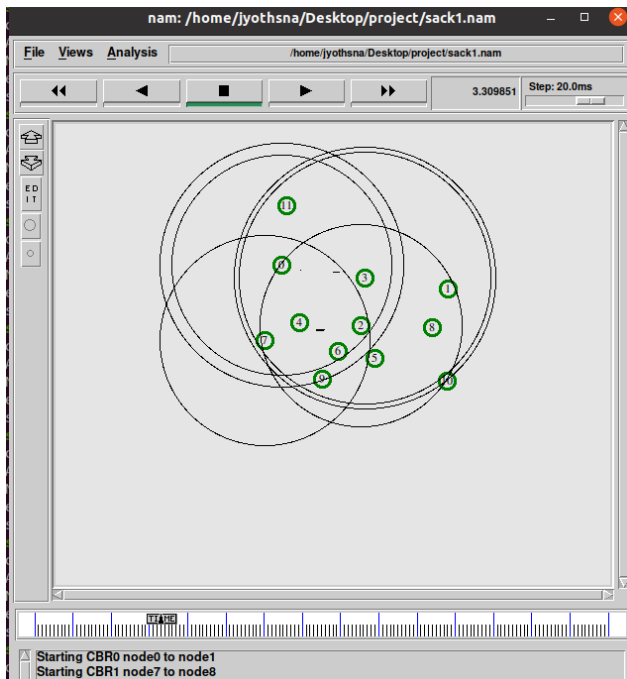 nam: /home/jyothsna/Desktop/project/sack1.nam
File Views Analysis /home/jyothsna/Desktop/project/sack1.nam
3.309851 Step: 20.0ms
E D
I T
11
0
3
1
4
2
8
7
6
5
9
10
TIME
Starting CBR0 node0 to node1
Starting CBR1 node7 to node8